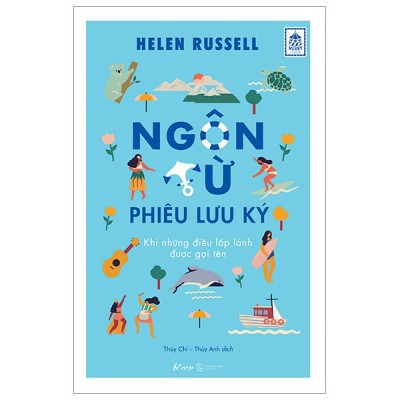 HELEN RUSSELL
NGÔN
TỪ
PHIÊU LƯU KÝ
Khi những điều lấp lánh
được gọi tên
Thùy Chi – Thùy Anh dịch